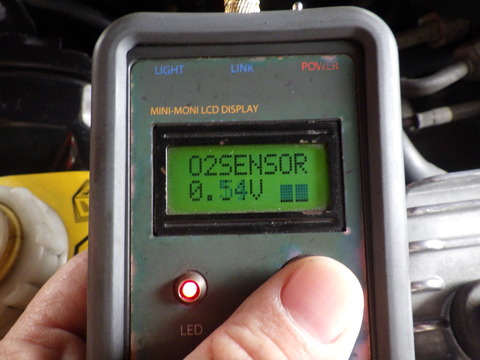 LIGHT LINK POWER
MINI-MONI LCD DISPLAY
O2SENSOR
0.54V
LED